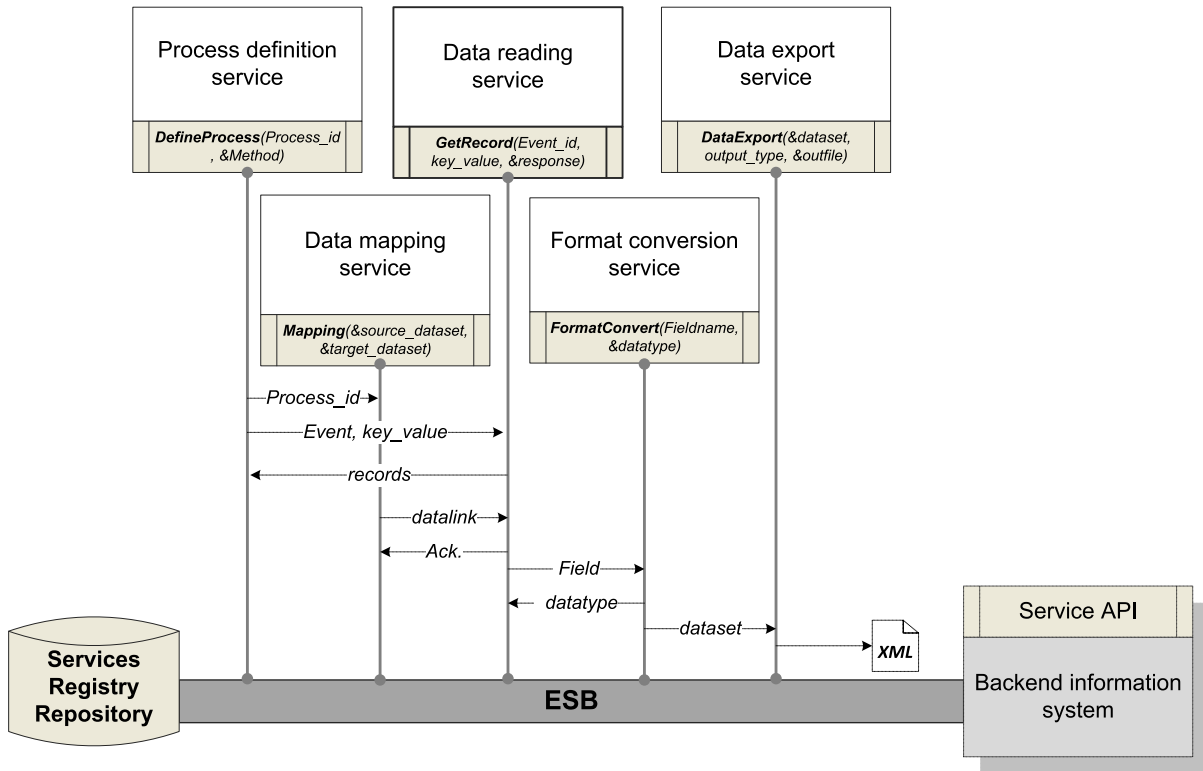 Process definition
service
DefineProcess(Process_id
, &Method)
Data reading
service
GetRecord(Event_id,
key_value, &response)
Data export
service
DataExport(&dataset,
output_type, &outfile)
Data mapping
service
Mapping(&source_dataset,
&target_dataset)
Format conversion
service
FormatConvert(Fieldname,
&datatype)
Process_id
Event, key_value
records
datalink
Ack.
Field
datatype
dataset
XML
Services
Registry
Repository
ESB
Service API
Backend information
system